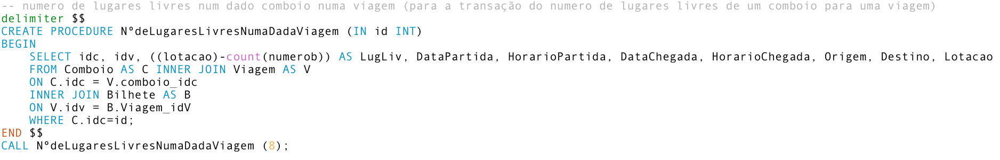 -- numero de lugares livres num dado comboio numa viagem (para a transação do numero de lugares livres de um comboio para uma viagem)
delimiter $$
CREATE PROCEDURE NºdeLugaresLivresNumaDadaViagem (IN id INT)
BEGIN
    SELECT idc, idv, ((lotacao)-count(numerob)) AS LugLiv, DataPartida, HorarioPartida, DataChegada, HorarioChegada, Origem, Destino, Lotacao
    FROM Comboio AS C INNER JOIN Viagem AS V
    ON C.idc = V.comboio_idc
    INNER JOIN Bilhete AS B
    ON V.idv = B.Viagem_idV
    WHERE C.idc=id;
END $$
CALL NºdeLugaresLivresNumaDadaViagem (8);